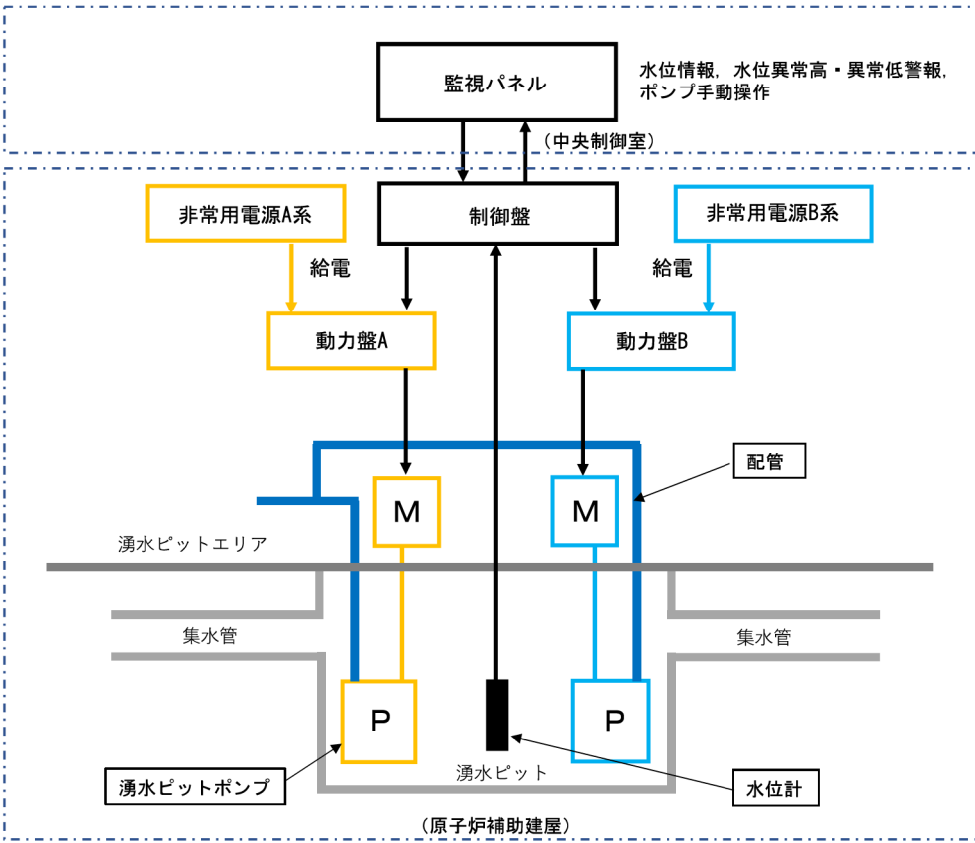 監視パネル
水位情報，水位異常高・異常低警報，
ポンプ手動操作
（中央制御室）
非常用電源A系
制御盤
非常用電源B系
給電
給電
動力盤A
動力盤B
配管
M
M
湧水ピットエリア
集水管
集水管
P
P
湧水ピット
湧水ピットポンプ
水位計
（原子炉補助建屋）